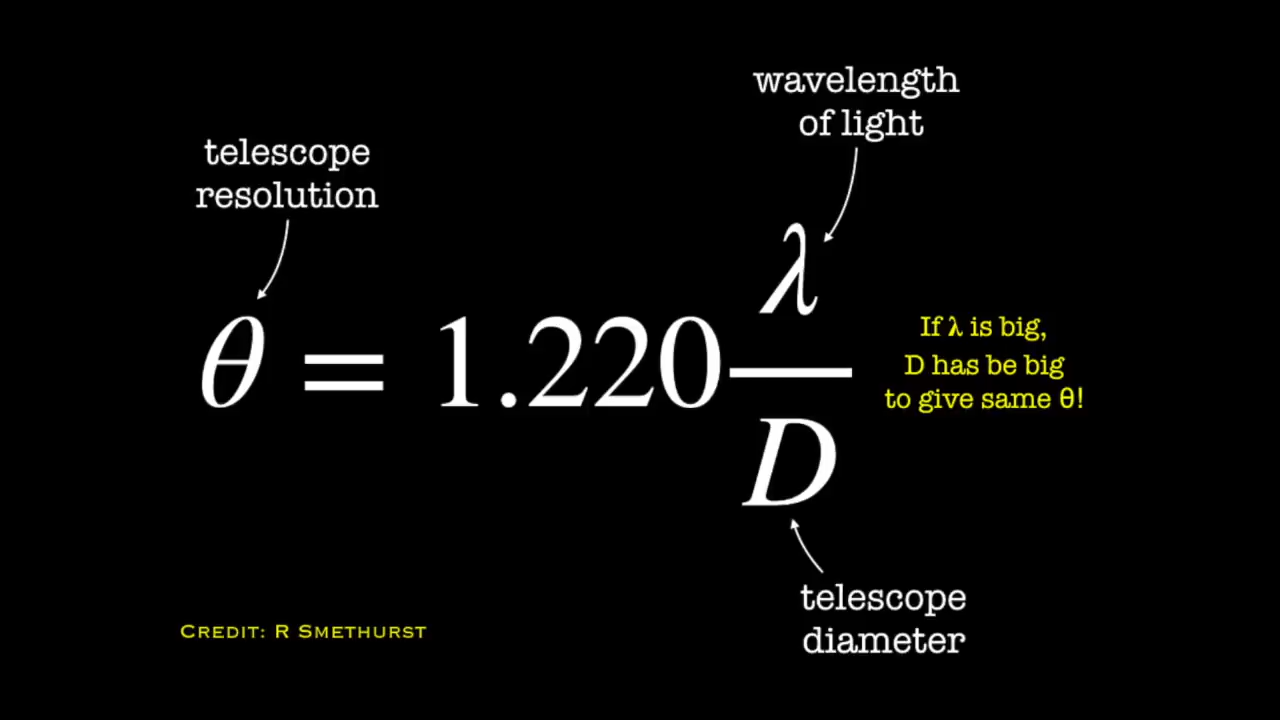 wavelength
of light
telescope
resolution
θ = 1.220 λ / D
If λ is big,
D has be big
to give same θ!
telescope
diameter
CREDIT: R SMETHURST